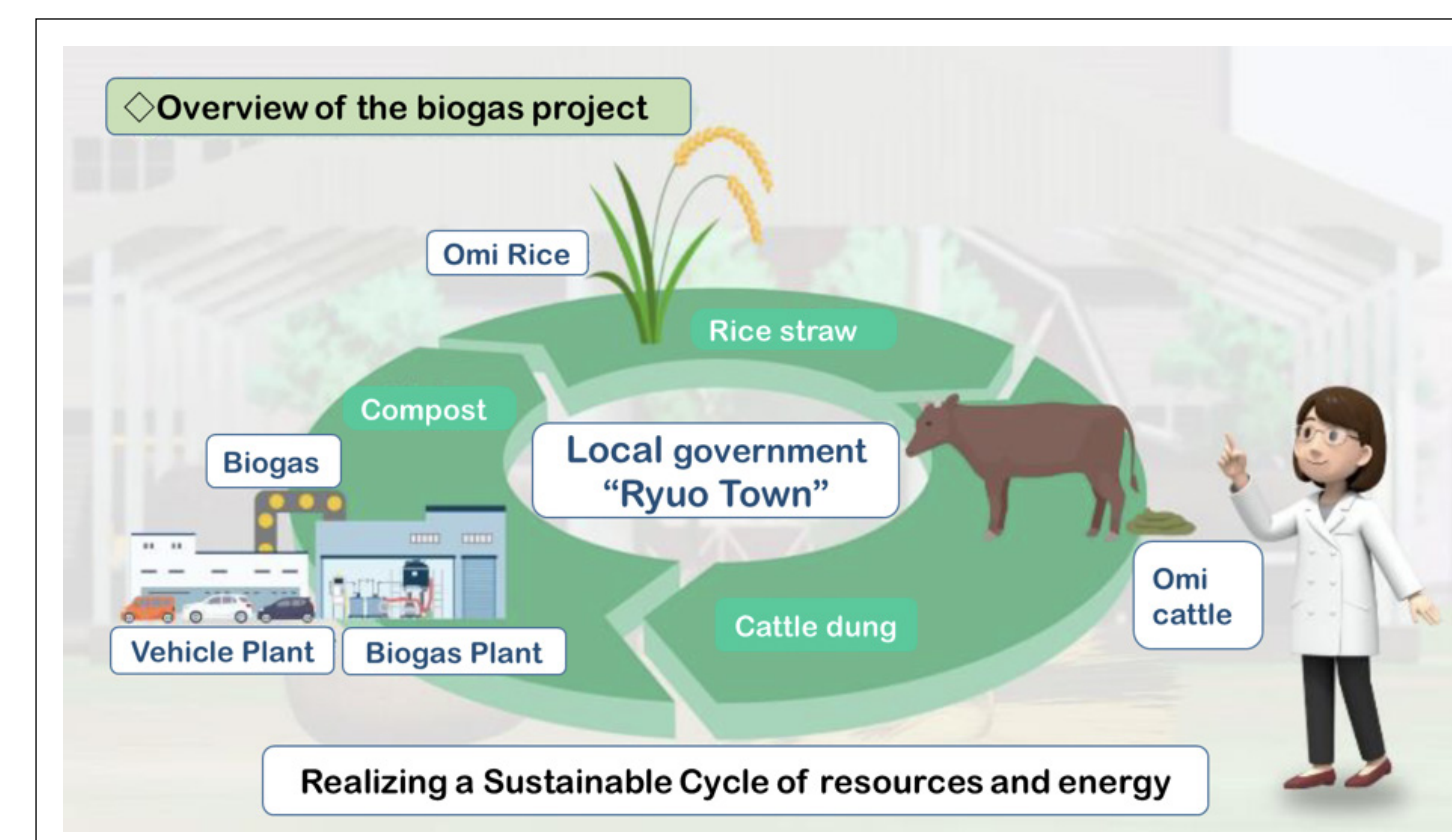 ◇Overview of the biogas project
Omi Rice
Rice straw
Compost
Biogas
Local government
“Ryuo Town”
Omi
cattle
Cattle dung
Vehicle Plant
Biogas Plant
Realizing a Sustainable Cycle of resources and energy